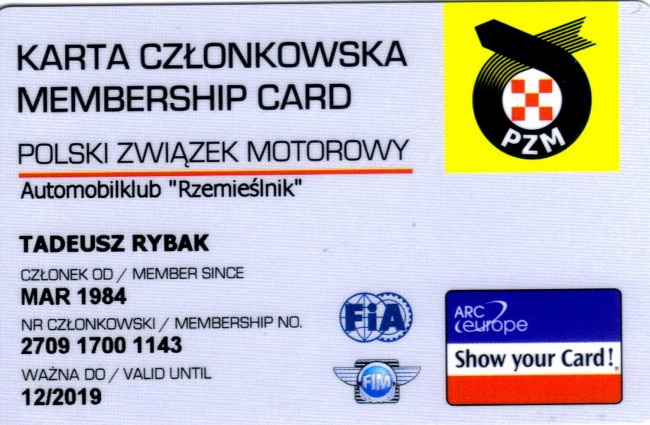 KARTA CZŁONKOWSKA
MEMBERSHIP CARD
PZM
POLSKI ZWIĄZEK MOTOROWY
Automobilklub "Rzemieślnik"
TADEUSZ RYBAK
CZŁONEK OD / MEMBER SINCE
MAR 1984
NR CZŁONKOWSKI / MEMBERSHIP NO.
2709 1700 1143
WAŻNA DO / VALID UNTIL
12/2019
FiA
FIM
ARC
europe
Show your Card!